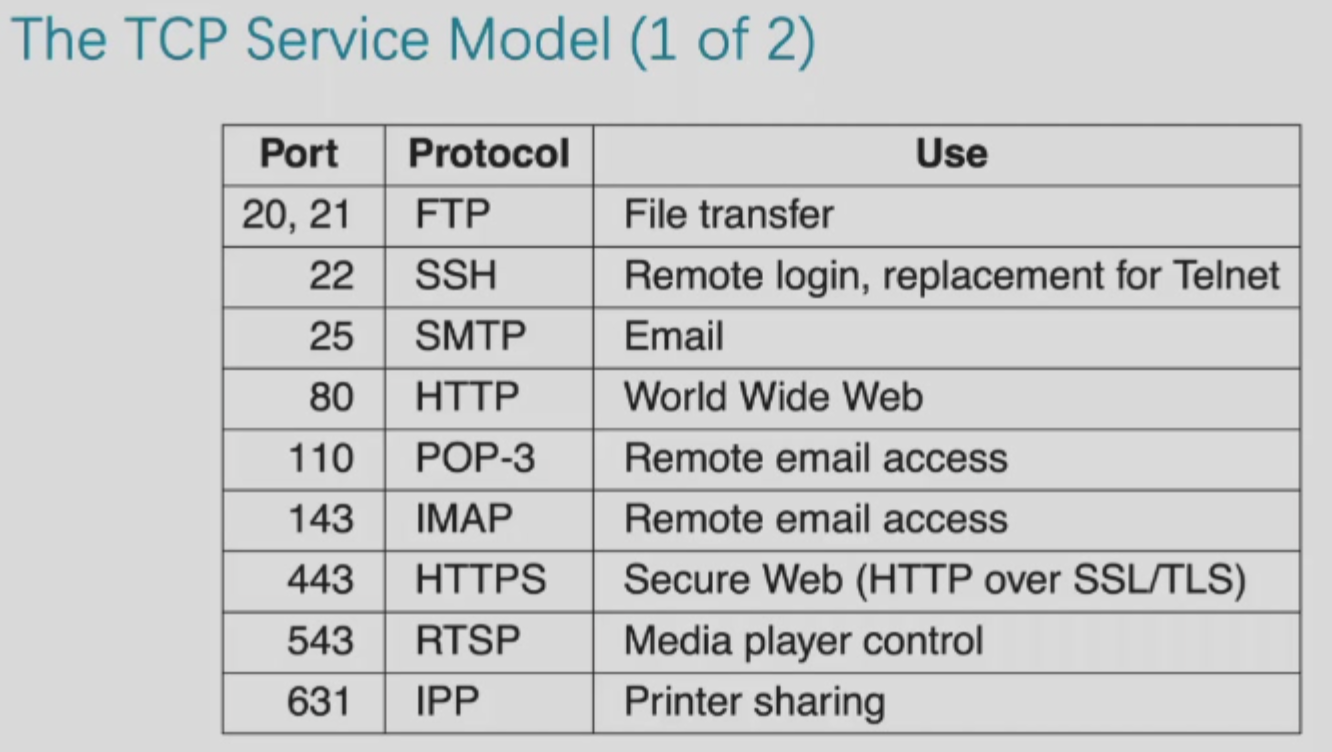 The TCP Service Model (1 of 2)
Port Protocol Use
20, 21 FTP File transfer
22 SSH Remote login, replacement for Telnet
25 SMTP Email
80 HTTP World Wide Web
110 POP-3 Remote email access
143 IMAP Remote email access
443 HTTPS Secure Web (HTTP over SSL/TLS)
543 RTSP Media player control
631 IPP Printer sharing